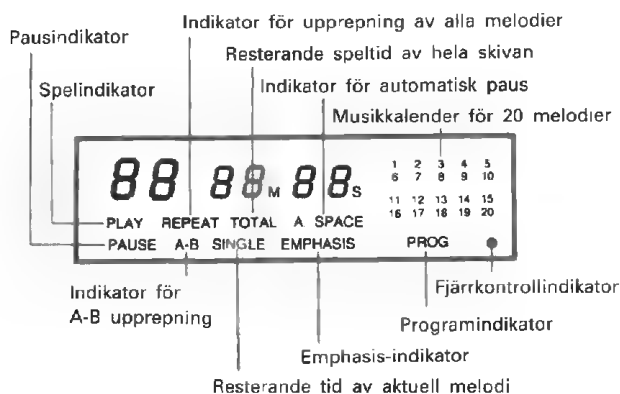 Indikator för upprepning av alla melodier
Pausindikator
Resterande speltid av hela skivan
Spelindikator
Indikator för automatisk paus
Musikkalender för 20 melodier
88 88M 88S
1 2 3 4 5
6 7 8 9 10
11 12 13 14 15
16 17 18 19 20
PLAY REPEAT TOTAL A. SPACE
PAUSE A-B SINGLE EMPHASIS PROG
Indikator för
A-B upprepning
Fjärrkontrollindikator
Programindikator
Emphasis-indikator
Resterande tid av aktuell melodi